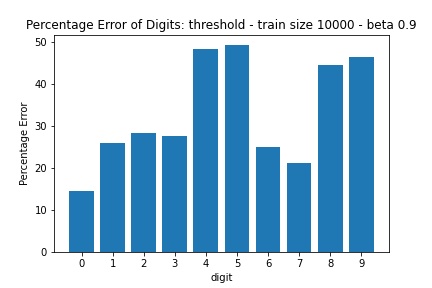 Percentage Error of Digits: threshold - train size 10000 - beta 0.9
50
40
30
20
10
0
Percentage Error
0 1 2 3 4 5 6 7 8 9
digit